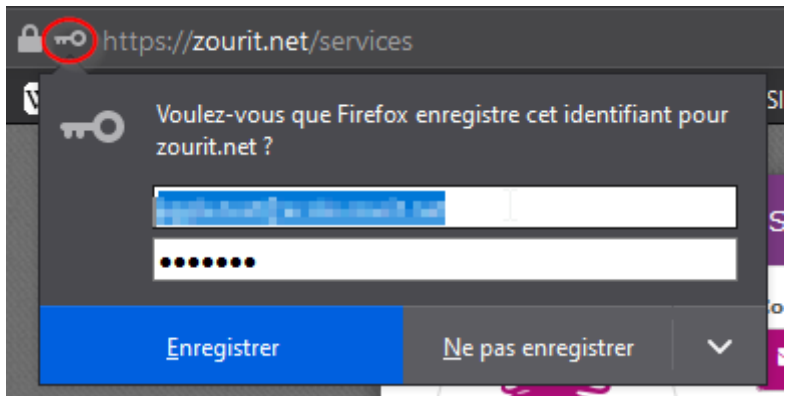 https://zourit.net/services
Voulez-vous que Firefox enregistre cet identifiant pour
zourit.net ?
•••••••
Enregistrer
Ne pas enregistrer